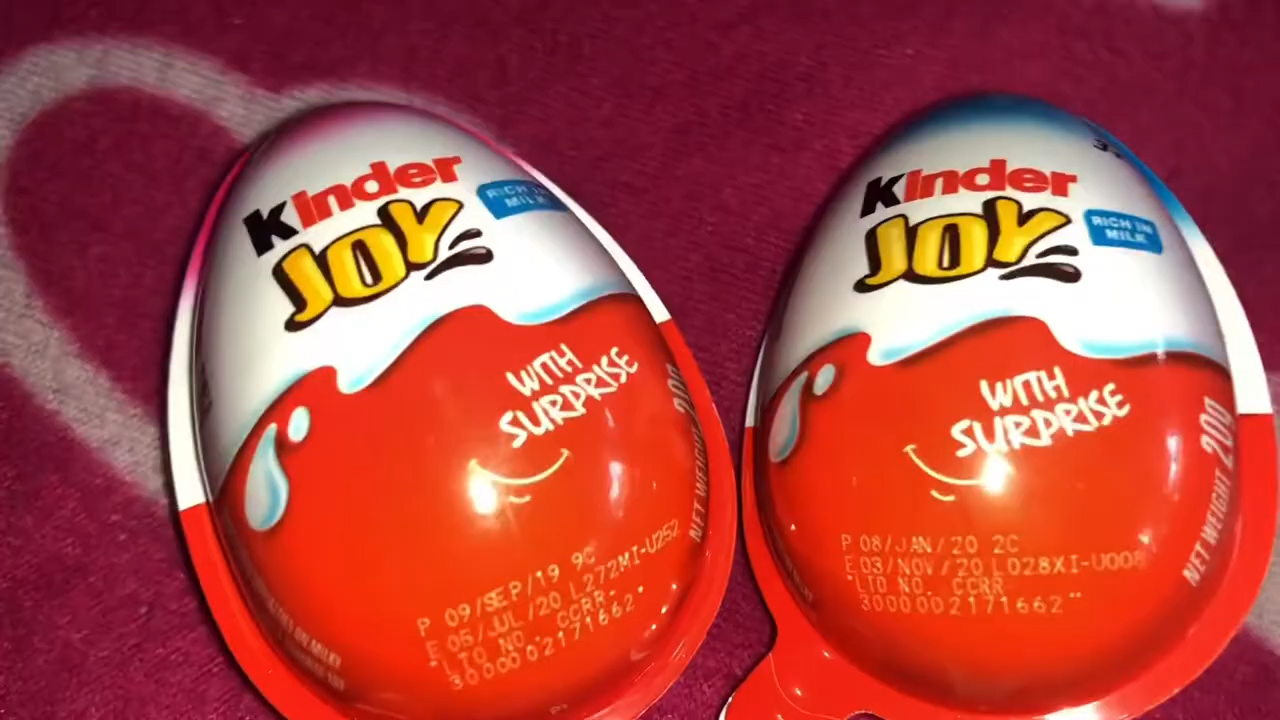 Kinder
JOY
RICH IN
MILK
WITH
SURPRISE
NET WEIGHT 20g
P 09/SEP/19 9C
E 05/JUL/20 L272MI-U252
"LTO NO. CCRR-
3000002171662"
Kinder
JOY
RICH IN
MILK
WITH
SURPRISE
NET WEIGHT 20g
P 08/JAN/20 2C
E 03/NOV/20 L028XI-U008
"LTO NO. CCRR
3000002171662"